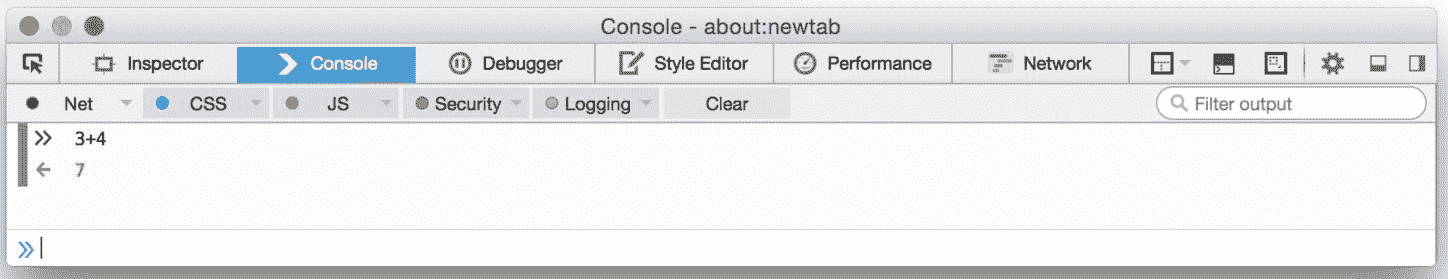 Console - about:newtab
Inspector Console Debugger Style Editor Performance Network
Net CSS JS Security Logging Clear Filter output
» 3+4
← 7
»